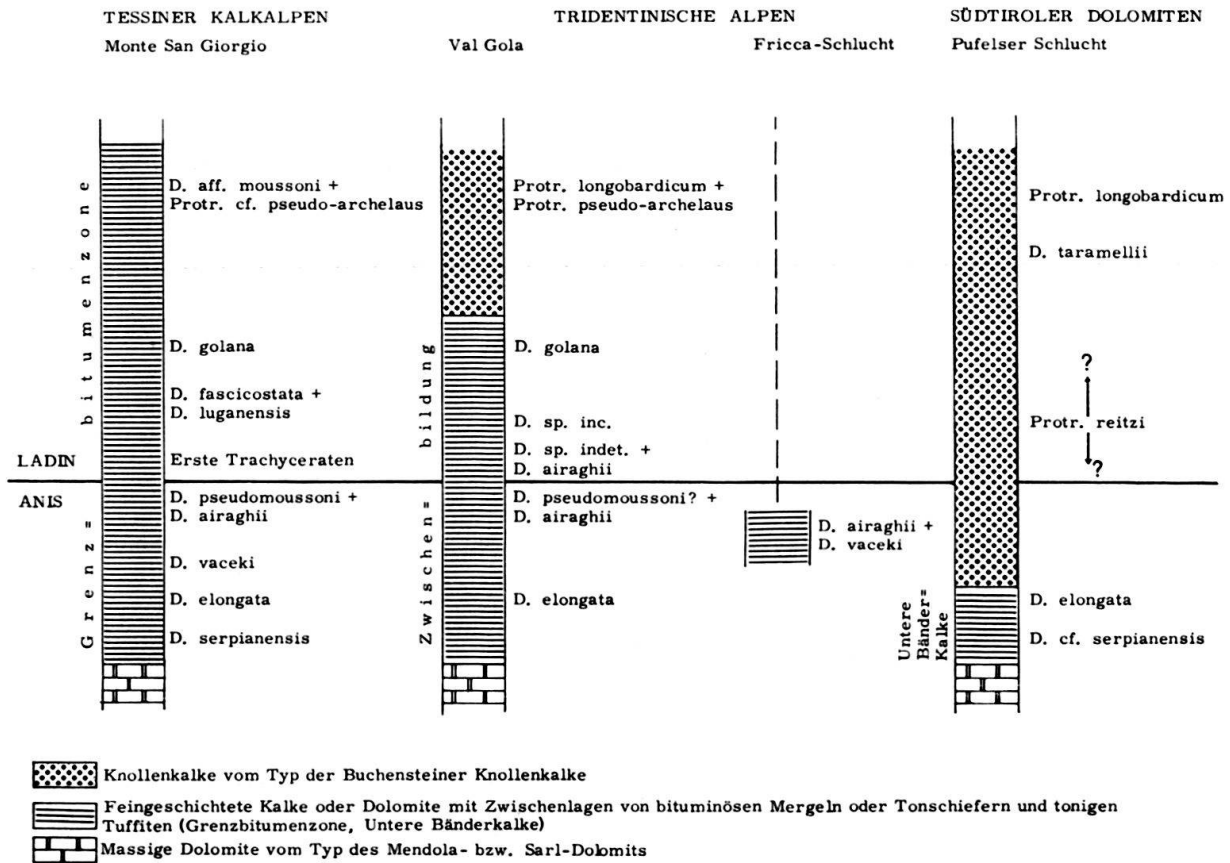 TESSINER KALKALPEN
TRIDENTINISCHE ALPEN
SÜDTIROLER DOLOMITEN
Monte San Giorgio
Val Gola
Fricca-Schlucht
Pufelser Schlucht
Grenz=
bitumenzone
D. aff. moussoni +
Protr. cf. pseudo-archelaus
D. golana
D. fascicostata +
D. luganensis
LADIN
Erste Trachyceraten
ANIS
D. pseudomoussoni +
D. airaghii
D. vaceki
D. elongata
D. serpianensis
Zwischen=
bildung
Protr. longobardicum +
Protr. pseudo-archelaus
D. golana
D. sp. inc.
D. sp. indet. +
D. airaghii
D. pseudomoussoni? +
D. airaghii
D. elongata
D. airaghii +
D. vaceki
Untere
Bänder=
Kalke
Protr. longobardicum
D. taramellii
?
Protr. reitzi
?
D. elongata
D. cf. serpianensis
Knollenkalke vom Typ der Buchensteiner Knollenkalke
Feingeschichtete Kalke oder Dolomite mit Zwischenlagen von bituminösen Mergeln oder Tonschiefern und tonigen
Tuffiten (Grenzbitumenzone, Untere Bänderkalke)
Massige Dolomite vom Typ des Mendola- bzw. Sarl-Dolomits